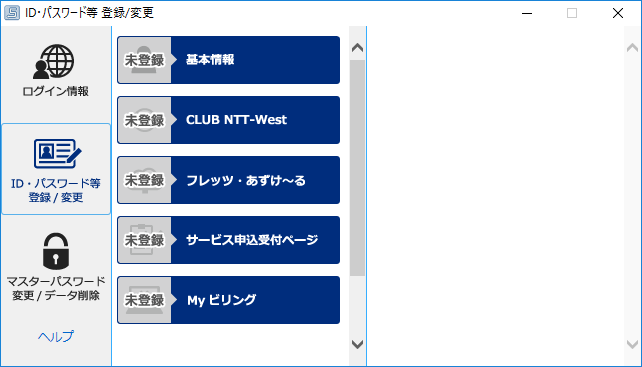 ID・パスワード等 登録/変更
ログイン情報
ID・パスワード等
登録 / 変更
マスターパスワード
変更 / データ削除
ヘルプ
未登録 基本情報
未登録 CLUB NTT-West
未登録 フレッツ・あずけ～る
未登録 サービス申込受付ページ
未登録 My ビリング